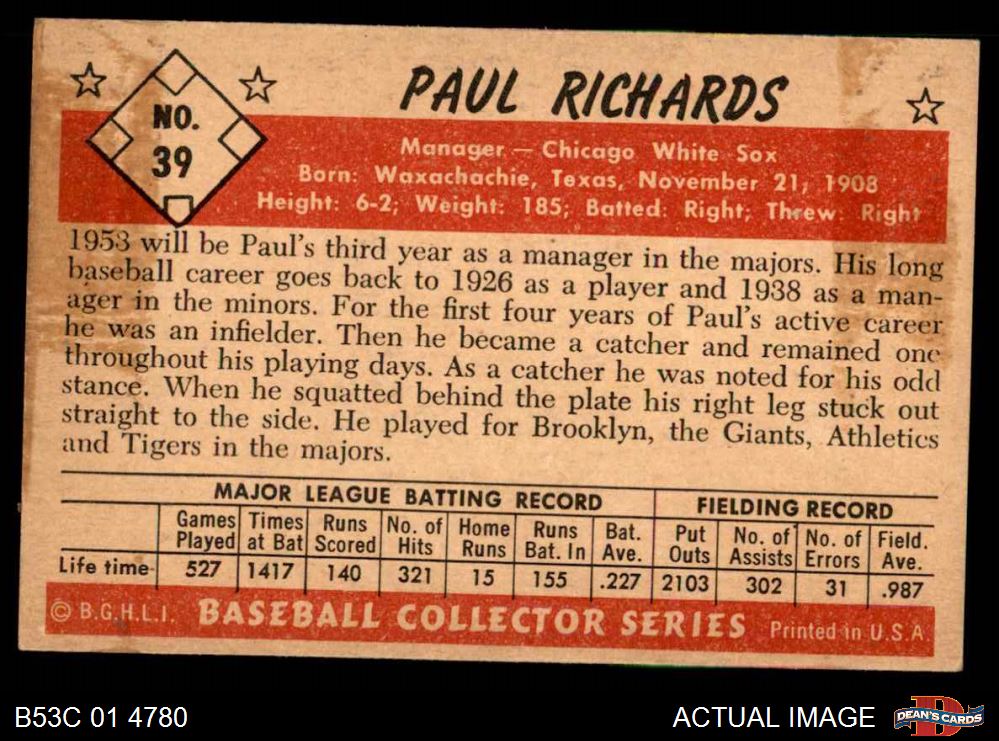 PAUL RICHARDS
NO.
39
Manager — Chicago White Sox
Born: Waxachachie, Texas, November 21, 1908
Height: 6-2; Weight: 185; Batted: Right; Threw: Right
1953 will be Paul's third year as a manager in the majors. His long
baseball career goes back to 1926 as a player and 1938 as a man-
ager in the minors. For the first four years of Paul's active career
he was an infielder. Then he became a catcher and remained one
throughout his playing days. As a catcher he was noted for his odd
stance. When he squatted behind the plate his right leg stuck out
straight to the side. He played for Brooklyn, the Giants, Athletics
and Tigers in the majors.
MAJOR LEAGUE BATTING RECORD FIELDING RECORD
Games Times Runs No. of Home Runs Bat. Put No. of No. of Field.
Played at Bat Scored Hits Runs Bat. In Ave. Outs Assists Errors Ave.
Life time- 527 1417 140 321 15 155 .227 2103 302 31 .987
© B.G.H.L.I. BASEBALL COLLECTOR SERIES Printed in U.S.A.
B53C 01 4780 ACTUAL IMAGE D DEAN'S CARDS